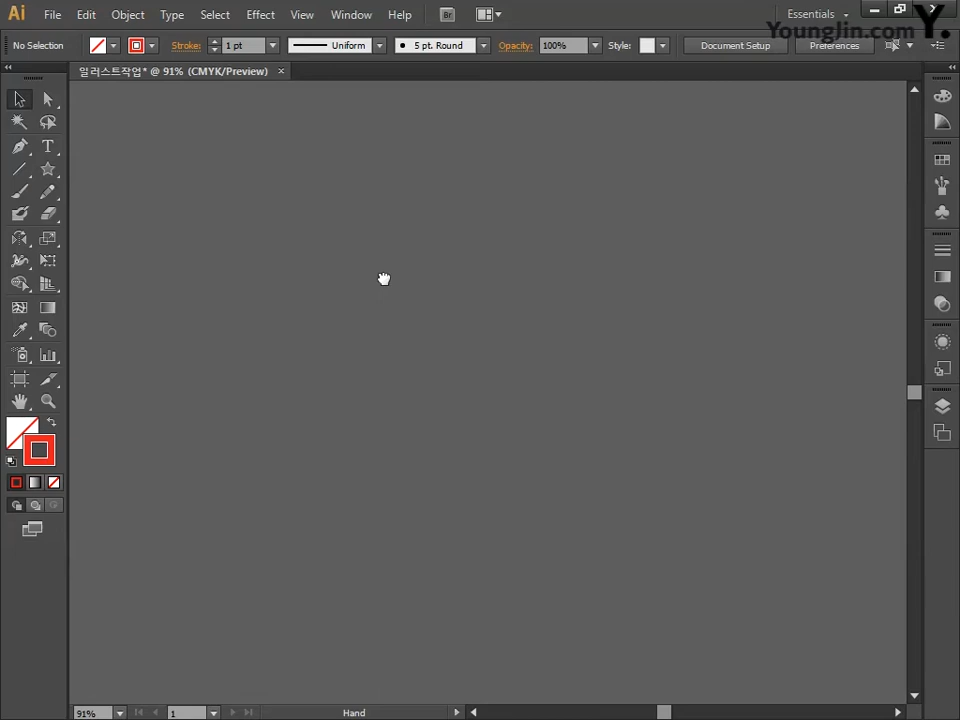 Ai File Edit Object Type Select Effect View Window Help Br Essentials
YoungJin.com Y.
No Selection Stroke: 1 pt Uniform 5 pt. Round Opacity: 100% Style: Document Setup Preferences
일러스트작업* @ 91% (CMYK/Preview) ×
T
91% 1 Hand